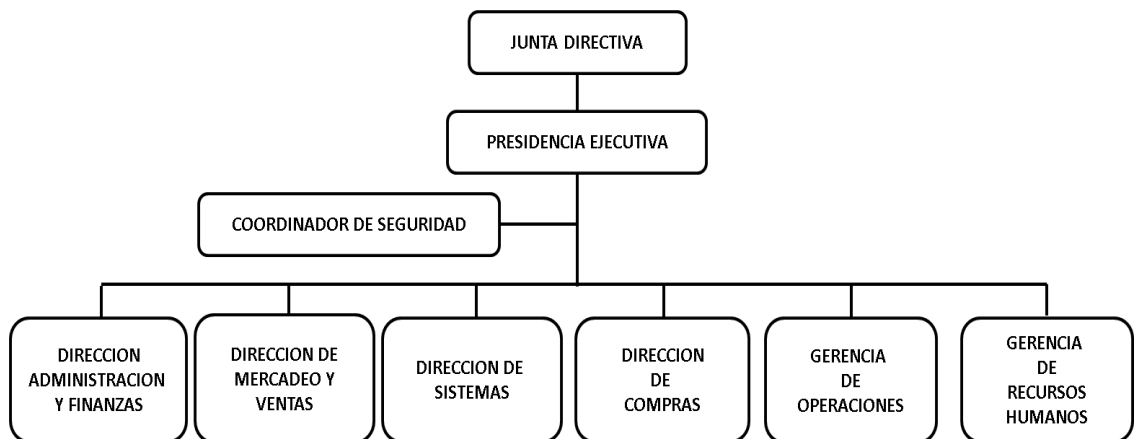 JUNTA DIRECTIVA
PRESIDENCIA EJECUTIVA
COORDINADOR DE SEGURIDAD
DIRECCION
ADMINISTRACION
Y FINANZAS
DIRECCION DE
MERCADEO Y
VENTAS
DIRECCION DE
SISTEMAS
DIRECCION
DE
COMPRAS
GERENCIA
DE
OPERACIONES
GERENCIA
DE
RECURSOS
HUMANOS